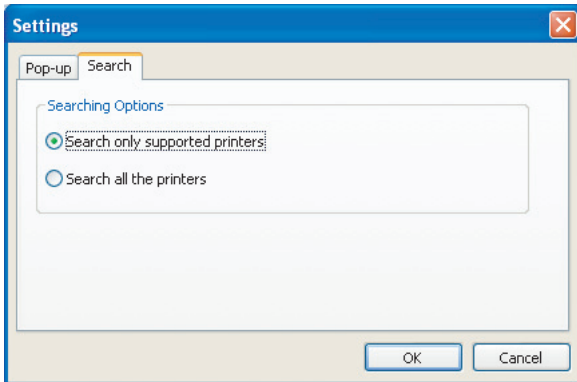 Settings
Pop-up Search
Searching Options
Search only supported printers
Search all the printers
OK Cancel